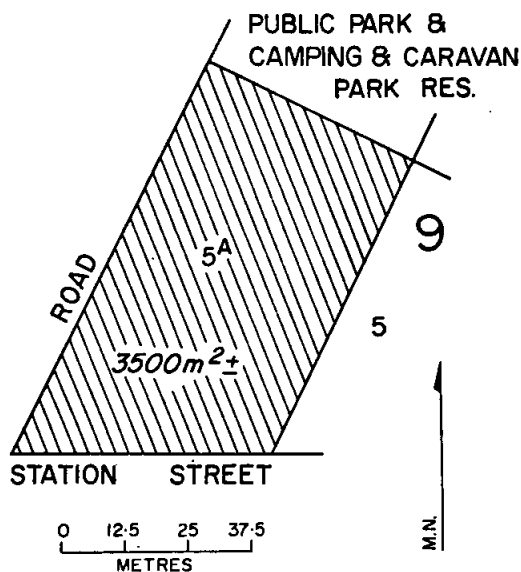 PUBLIC PARK &
CAMPING & CARAVAN
PARK RES.
9
5A
ROAD
5
3500m²±
STATION STREET
M.N.
0 12·5 25 37·5
METRES